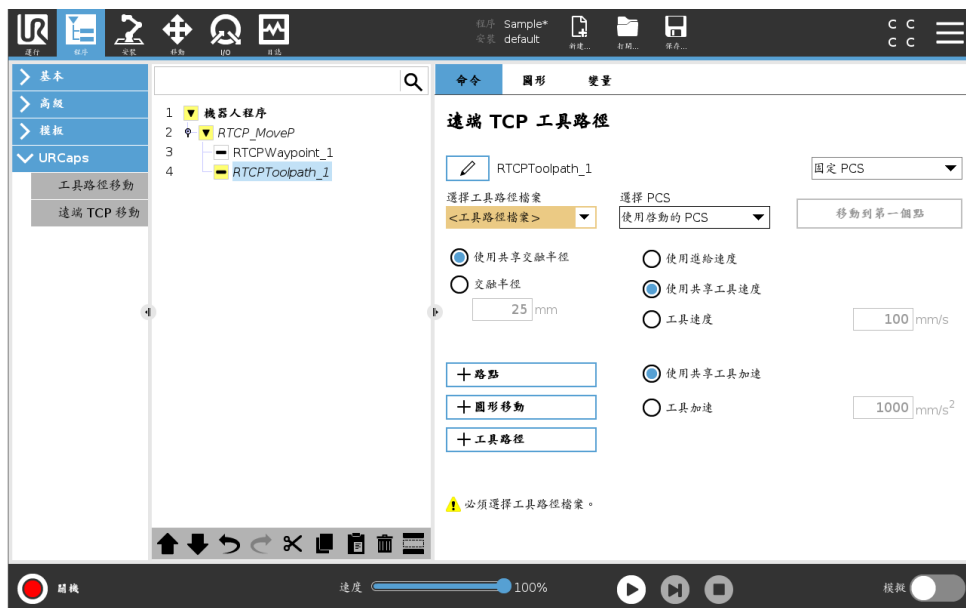 UR
程序 Sample*
安裝 default
C C
C C
運行 程序 安裝 移動 I/O 日誌 新建... 打開... 保存...
基本
高級
模板
URCaps
工具路徑移動
遠端 TCP 移動
1 機器人程序
2 RTCP_MoveP
3 RTCPWaypoint_1
4 RTCPToolpath_1
命令 圖形 變量
遠端 TCP 工具路徑
RTCPToolpath_1 固定 PCS
選擇工具路徑檔案 選擇 PCS
<工具路徑檔案> 使用啓動的 PCS 移動到第一個點
使用共享交融半徑 使用進給速度
交融半徑 使用共享工具速度
25 mm 工具速度 100 mm/s
路點 使用共享工具加速
圓形移動 工具加速 1000 mm/s²
工具路徑
必須選擇工具路徑檔案。
關機 速度 100% 模擬